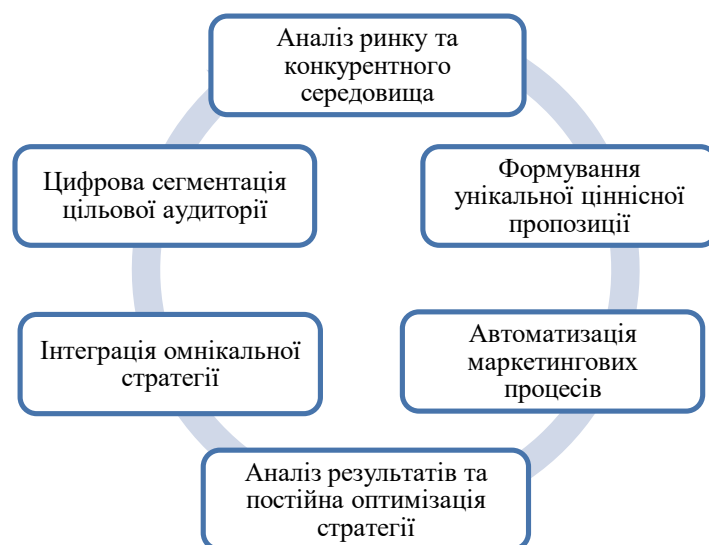 Аналіз ринку та
конкурентного
середовища
Цифрова сегментація
цільової аудиторії
Формування
унікальної ціннісної
пропозиції
Інтеграція омнікальної
стратегії
Автоматизація
маркетингових
процесів
Аналіз результатів та
постійна оптимізація
стратегії